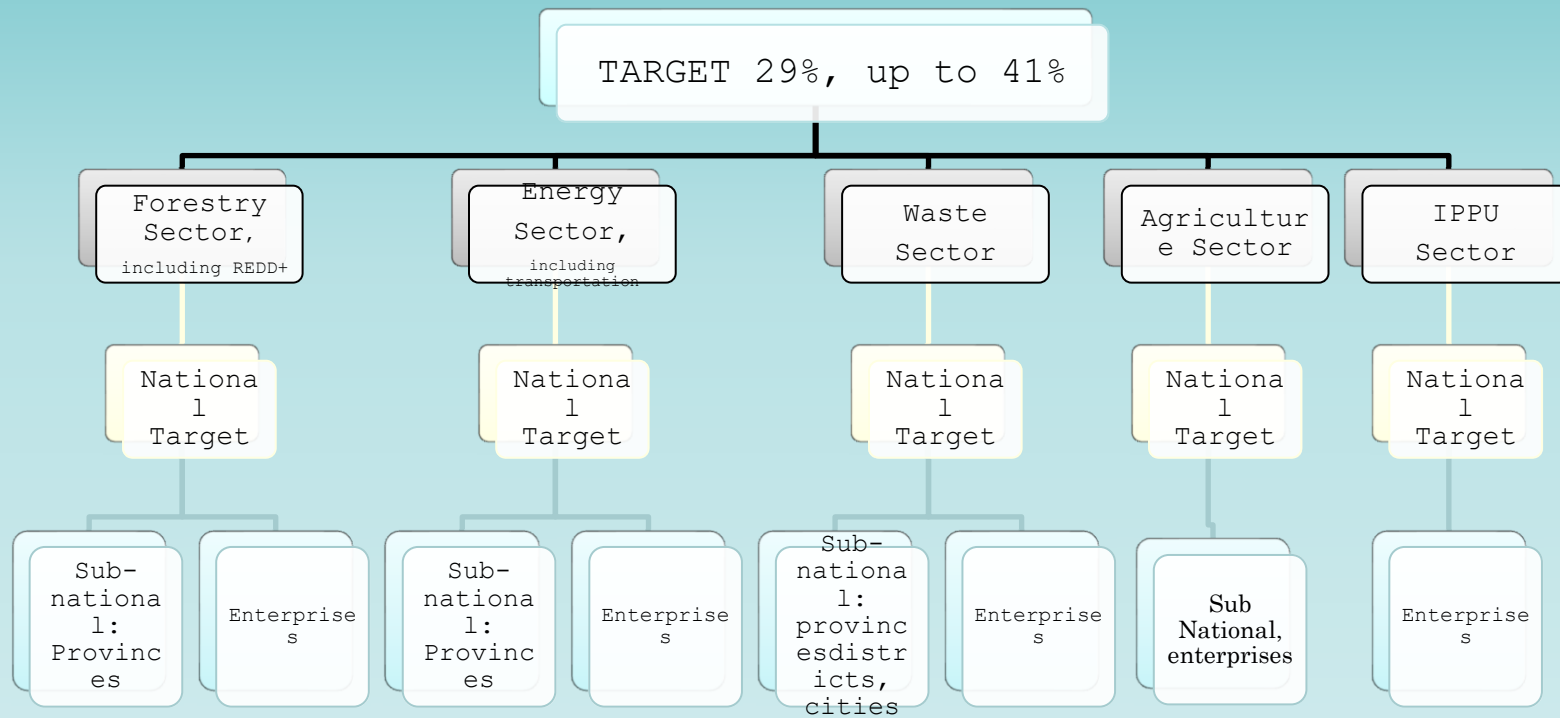 TARGET 29%, up to 41%
Forestry
Sector,
including REDD+
Energy
Sector,
including
transportation
Waste
Sector
Agricultur
e Sector
IPPU
Sector
Nationa
l
Target
Nationa
l
Target
Nationa
l
Target
Nationa
l
Target
Nationa
l
Target
Sub-
nationa
l:
Provinc
es
Enterprise
s
Sub-
nationa
l:
Provinc
es
Enterprise
s
Sub-
nationa
l:
provinc
esdistr
icts,
cities
Enterprise
s
Sub
National,
enterprises
Enterprise
s